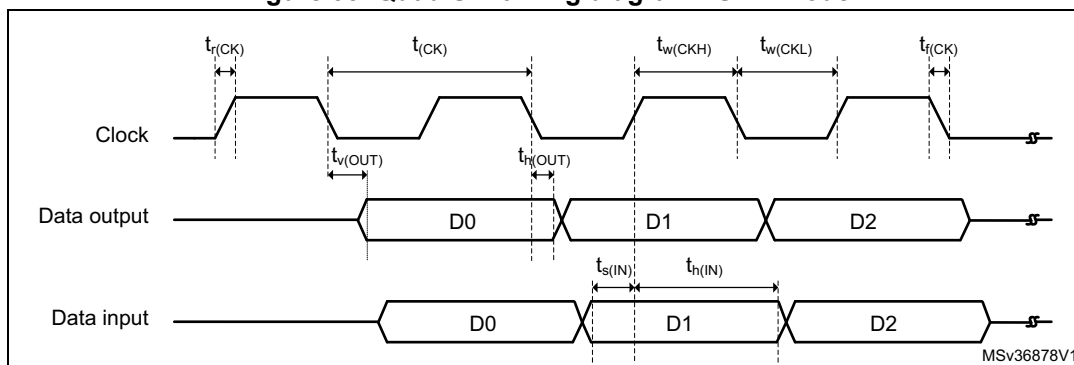 t_r(CK) t_(CK) t_w(CKH) t_w(CKL) t_f(CK)
Clock
t_v(OUT) t_h(OUT)
Data output D0 D1 D2
t_s(IN) t_h(IN)
Data input D0 D1 D2
MSv36878V1